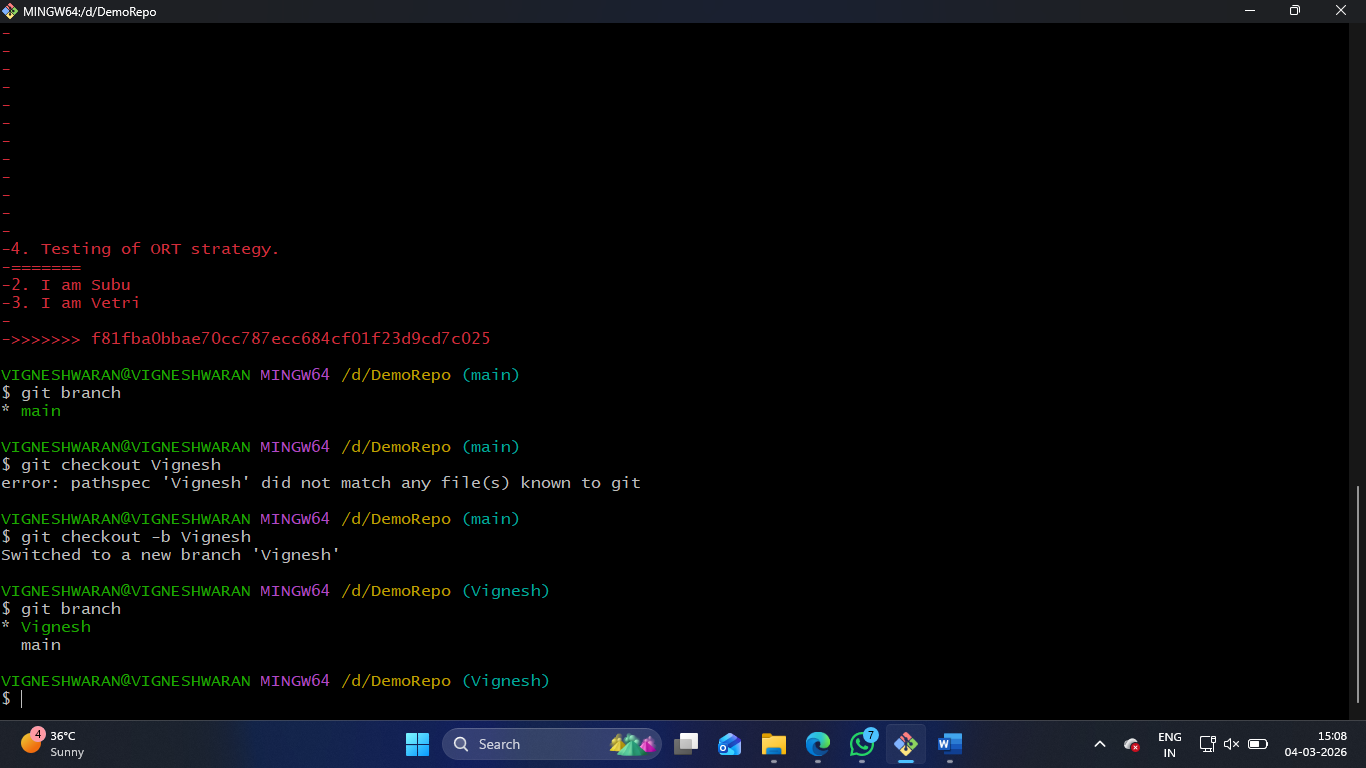 MINGW64:/d/DemoRepo
-
-
-
-
-
-
-
-
-
-
-
-
-4. Testing of ORT strategy.
-=======
-2. I am Subu
-3. I am Vetri
-
->>>>>>> f81fba0bbae70cc787ecc684cf01f23d9cd7c025
VIGNESHWARAN@VIGNESHWARAN MINGW64 /d/DemoRepo (main)
$ git branch
* main
VIGNESHWARAN@VIGNESHWARAN MINGW64 /d/DemoRepo (main)
$ git checkout Vignesh
error: pathspec 'Vignesh' did not match any file(s) known to git
VIGNESHWARAN@VIGNESHWARAN MINGW64 /d/DemoRepo (main)
$ git checkout -b Vignesh
Switched to a new branch 'Vignesh'
VIGNESHWARAN@VIGNESHWARAN MINGW64 /d/DemoRepo (Vignesh)
$ git branch
* Vignesh
  main
VIGNESHWARAN@VIGNESHWARAN MINGW64 /d/DemoRepo (Vignesh)
$
4
36°C
Sunny
Search
7
ENG
IN
15:08
04-03-2026